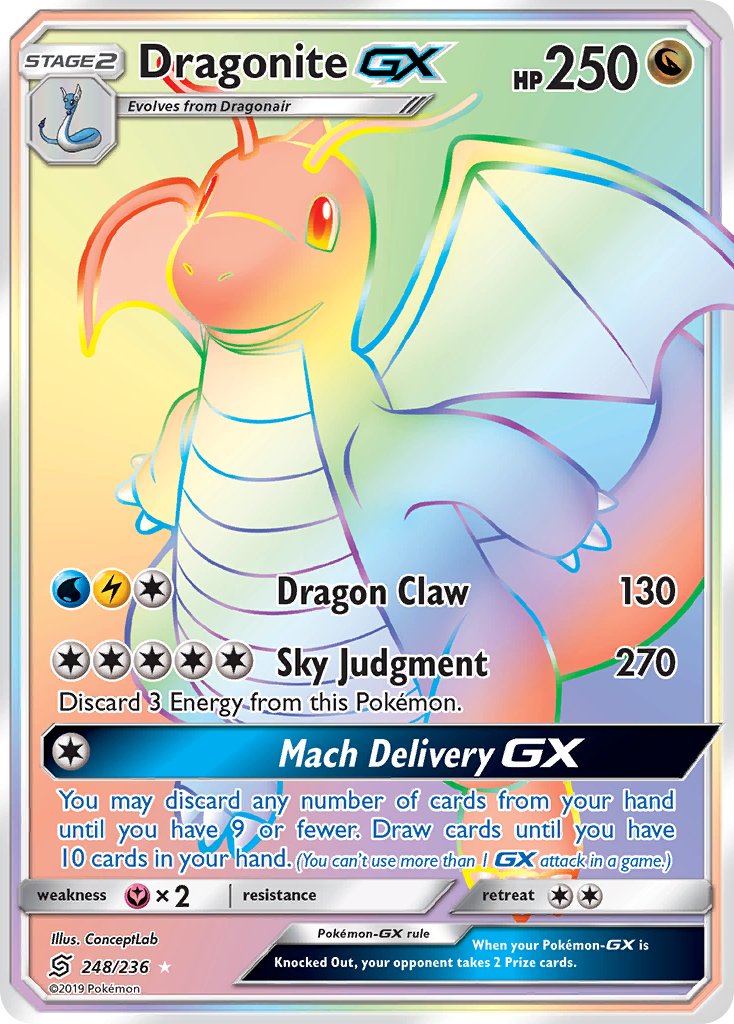 STAGE 2 Dragonite GX HP 250
Evolves from Dragonair
Dragon Claw 130
Sky Judgment 270
Discard 3 Energy from this Pokémon.
Mach Delivery GX
You may discard any number of cards from your hand
until you have 9 or fewer. Draw cards until you have
10 cards in your hand. (You can't use more than 1 GX attack in a game.)
weakness ×2 resistance retreat
Illus. ConceptLab
248/236
©2019 Pokémon
Pokémon-GX rule
When your Pokémon-GX is
Knocked Out, your opponent takes 2 Prize cards.